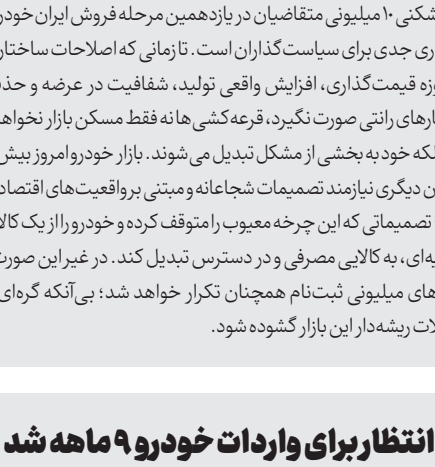 شکنی ۱۰ میلیونی متقاضیان در یازدهمین مرحله فروش ایران‌خودر
ری جدی برای سیاست‌گذاران است. تا زمانی که اصلاحات ساختار
وزه قیمت‌گذاری، افزایش واقعی تولید، شفافیت در عرضه و حذ
نارهای رانتی صورت نگیرد، قرعه‌کشی‌ها نه فقط مسکن بازار نخواه
لکه خود به بخشی از مشکل تبدیل می‌شوند. بازار خودرو امروز بیش
ن دیگری نیازمند تصمیمات شجاعانه و مبتنی بر واقعیت‌های اقتصاد
تصمیماتی که این چرخه معیوب را متوقف کرده و خودرو را از یک کالا
یه‌ای، به کالایی مصرفی و در دسترس تبدیل کند. در غیر این صورت
های میلیونی ثبت‌نام همچنان تکرار خواهد شد؛ بی‌آنکه گره‌ای
لات ریشه‌دار این بازار گشوده شود.
انتظار برای واردات خودرو ۹ ماهه شد